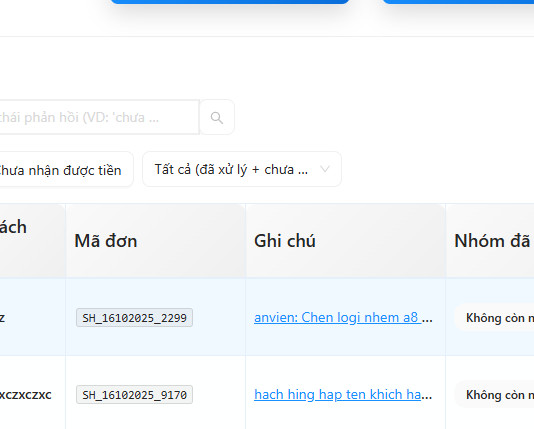 thái phản hồi (VD: 'chưa ...
hưa nhận được tiền
Tất cả (đã xử lý + chưa ...
ách
Mã đơn
Ghi chú
Nhóm đã
z
SH_16102025_2299
anvien: Chen logi nhem a8 ...
Không còn n
xczxczxc
SH_16102025_9170
hach hing hap ten khich ha...
Không còn n